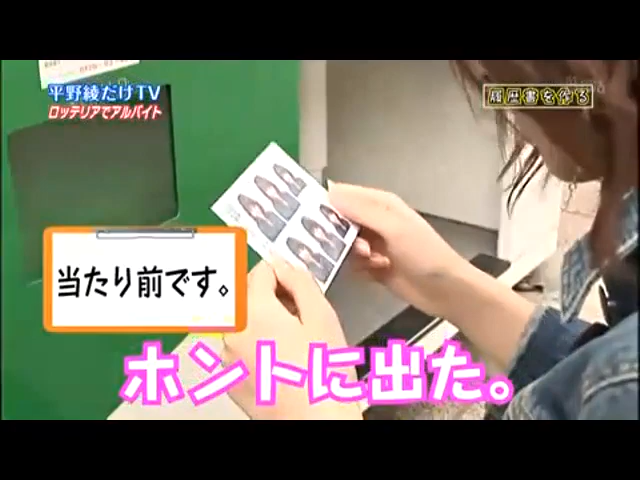 平野綾だけTV
ロッテリアでアルバイト
履歴書を作る
当たり前です。
ホントに出た。